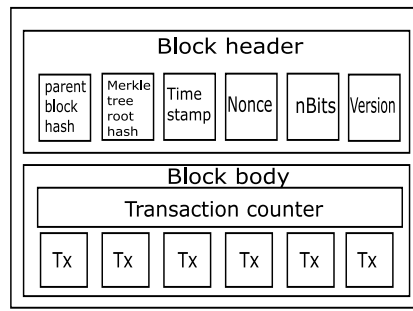 Block header
parent
block
hash
Merkle
tree
root
hash
Time
stamp
Nonce
nBits
Version
Block body
Transaction counter
Tx
Tx
Tx
Tx
Tx
Tx